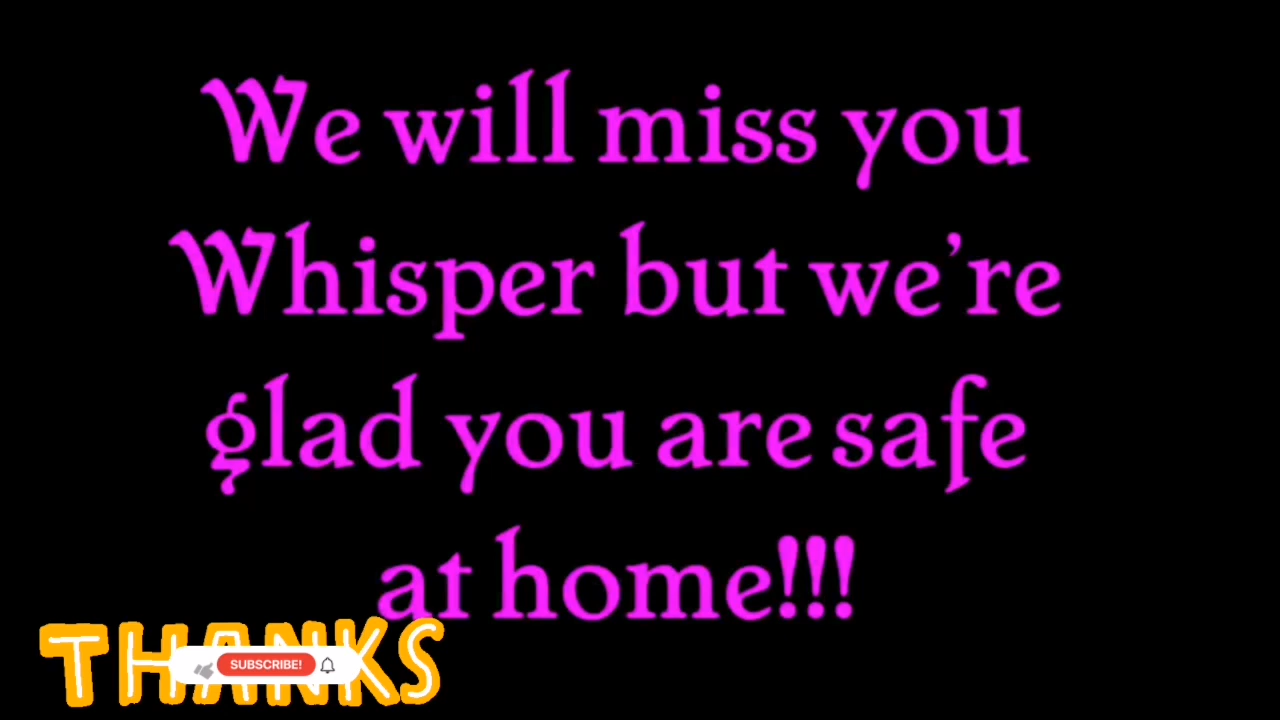 We will miss you
Whisper but we're
glad you are safe
at home!!!
THANKS
SUBSCRIBE!